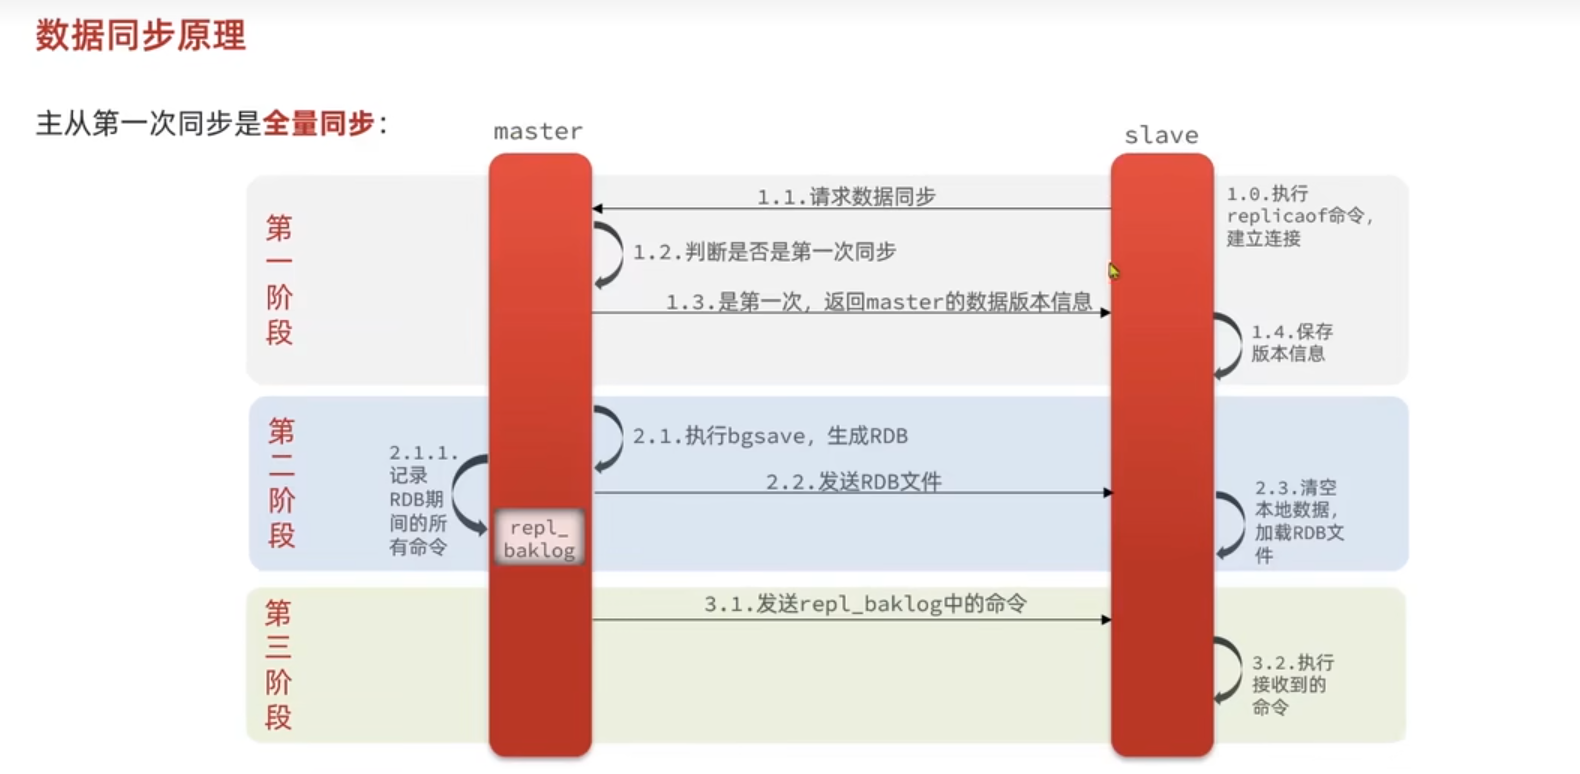 数据同步原理
主从第一次同步是全量同步：
master
slave
第
一
阶
段
1.0.执行
replicaof命令，
建立连接
1.1.请求数据同步
1.2.判断是否是第一次同步
1.3.是第一次，返回master的数据版本信息
1.4.保存
版本信息
第
二
阶
段
2.1.执行bgsave，生成RDB
2.1.1.
记录
RDB期
间的所
有命令
repl_
baklog
2.2.发送RDB文件
2.3.清空
本地数据，
加载RDB文
件
第
三
阶
段
3.1.发送repl_baklog中的命令
3.2.执行
接收到的
命令